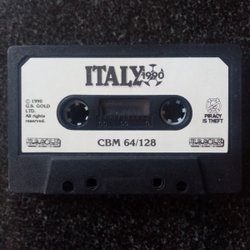 ITALY 1990
© 1990
U.S. GOLD
LTD.
All rights
reserved.
PIRACY
IS THEFT
CBM 64/128